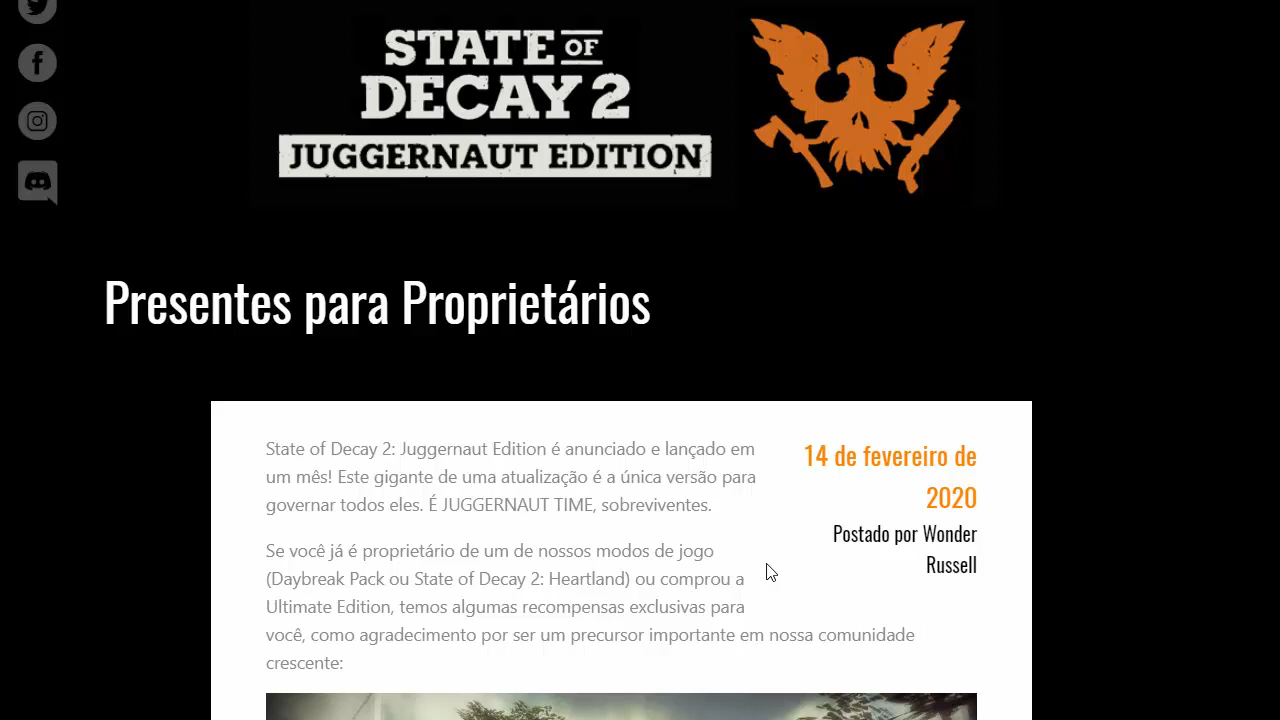 STATE OF
DECAY 2
JUGGERNAUT EDITION
Presentes para Proprietários
State of Decay 2: Juggernaut Edition é anunciado e lançado em
um mês! Este gigante de uma atualização é a única versão para
governar todos eles. É JUGGERNAUT TIME, sobreviventes.
14 de fevereiro de
2020
Postado por Wonder
Russell
Se você já é proprietário de um de nossos modos de jogo
(Daybreak Pack ou State of Decay 2: Heartland) ou comprou a
Ultimate Edition, temos algumas recompensas exclusivas para
você, como agradecimento por ser um precursor importante em nossa comunidade
crescente: